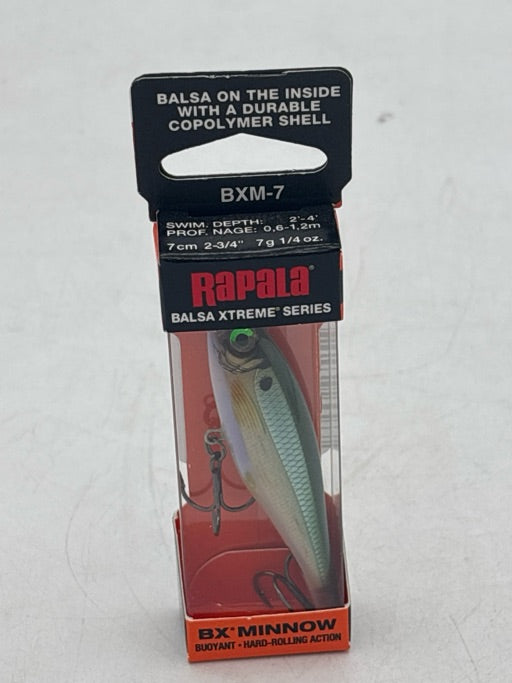 BALSA ON THE INSIDE
WITH A DURABLE
COPOLYMER SHELL
BXM-7
SWIM. DEPTH: 2'-4'
PROF. NAGE: 0,6-1,2m
7cm 2-3/4" 7g 1/4 oz.
Rapala®
BALSA XTREME® SERIES
BX® MINNOW
BUOYANT • HARD-ROLLING ACTION